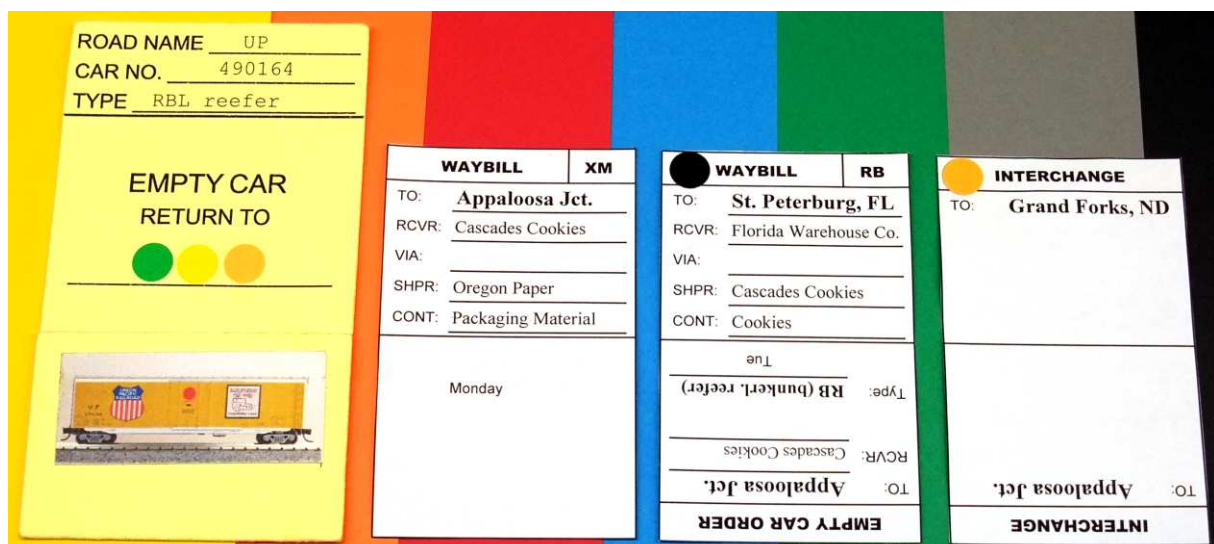 ROAD NAME UP
CAR NO. 490164
TYPE RBL reefer
EMPTY CAR
RETURN TO
WAYBILL XM
TO: Appaloosa Jct.
RCVR: Cascades Cookies
VIA:
SHPR: Oregon Paper
CONT: Packaging Material
Monday
WAYBILL RB
TO: St. Peterburg, FL
RCVR: Florida Warehouse Co.
VIA:
SHPR: Cascades Cookies
CONT: Cookies
EMPTY CAR ORDER
TO: Appaloosa Jct.
RCVR: Cascades Cookies
Type: RB (bunkerl. reefer)
Tue
INTERCHANGE
TO: Grand Forks, ND
INTERCHANGE
TO: Appaloosa Jct.